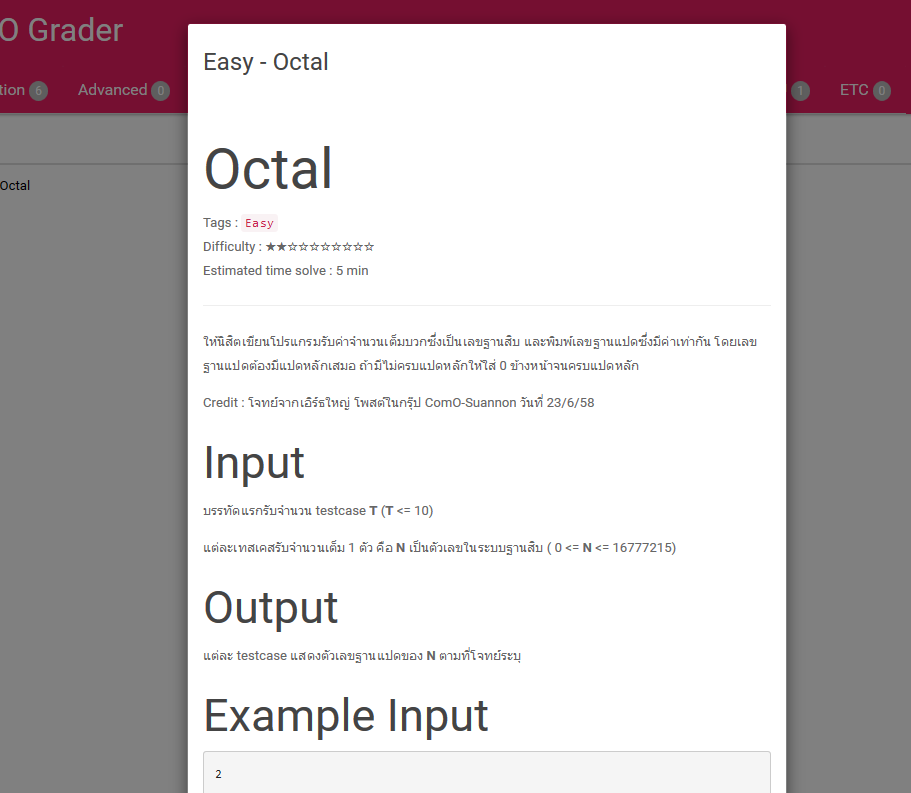 O Grader
Easy - Octal
tion 6 Advanced 0 1 ETC 0
Octal
Octal
Tags : Easy
Difficulty : ★★☆☆☆☆☆☆☆☆
Estimated time solve : 5 min
ให้นิสิตเขียนโปรแกรมรับค่าจำนวนเต็มบวกซึ่งเป็นเลขฐานสิบ และพิมพ์เลขฐานแปดซึ่งมีค่าเท่ากัน โดยเลข
ฐานแปดต้องมีแปดหลักเสมอ ถ้ามีไม่ครบแปดหลักให้ใส่ 0 ข้างหน้าจนครบแปดหลัก
Credit : โจทย์จากเอิร์ธใหญ่ โพสต์ในกรุ๊ป ComO-Suannon วันที่ 23/6/58
Input
บรรทัดแรกรับจำนวน testcase T (T <= 10)
แต่ละเทสเคสรับจำนวนเต็ม 1 ตัว คือ N เป็นตัวเลขในระบบฐานสิบ ( 0 <= N <= 16777215)
Output
แต่ละ testcase แสดงตัวเลขฐานแปดของ N ตามที่โจทย์ระบุ
Example Input
2